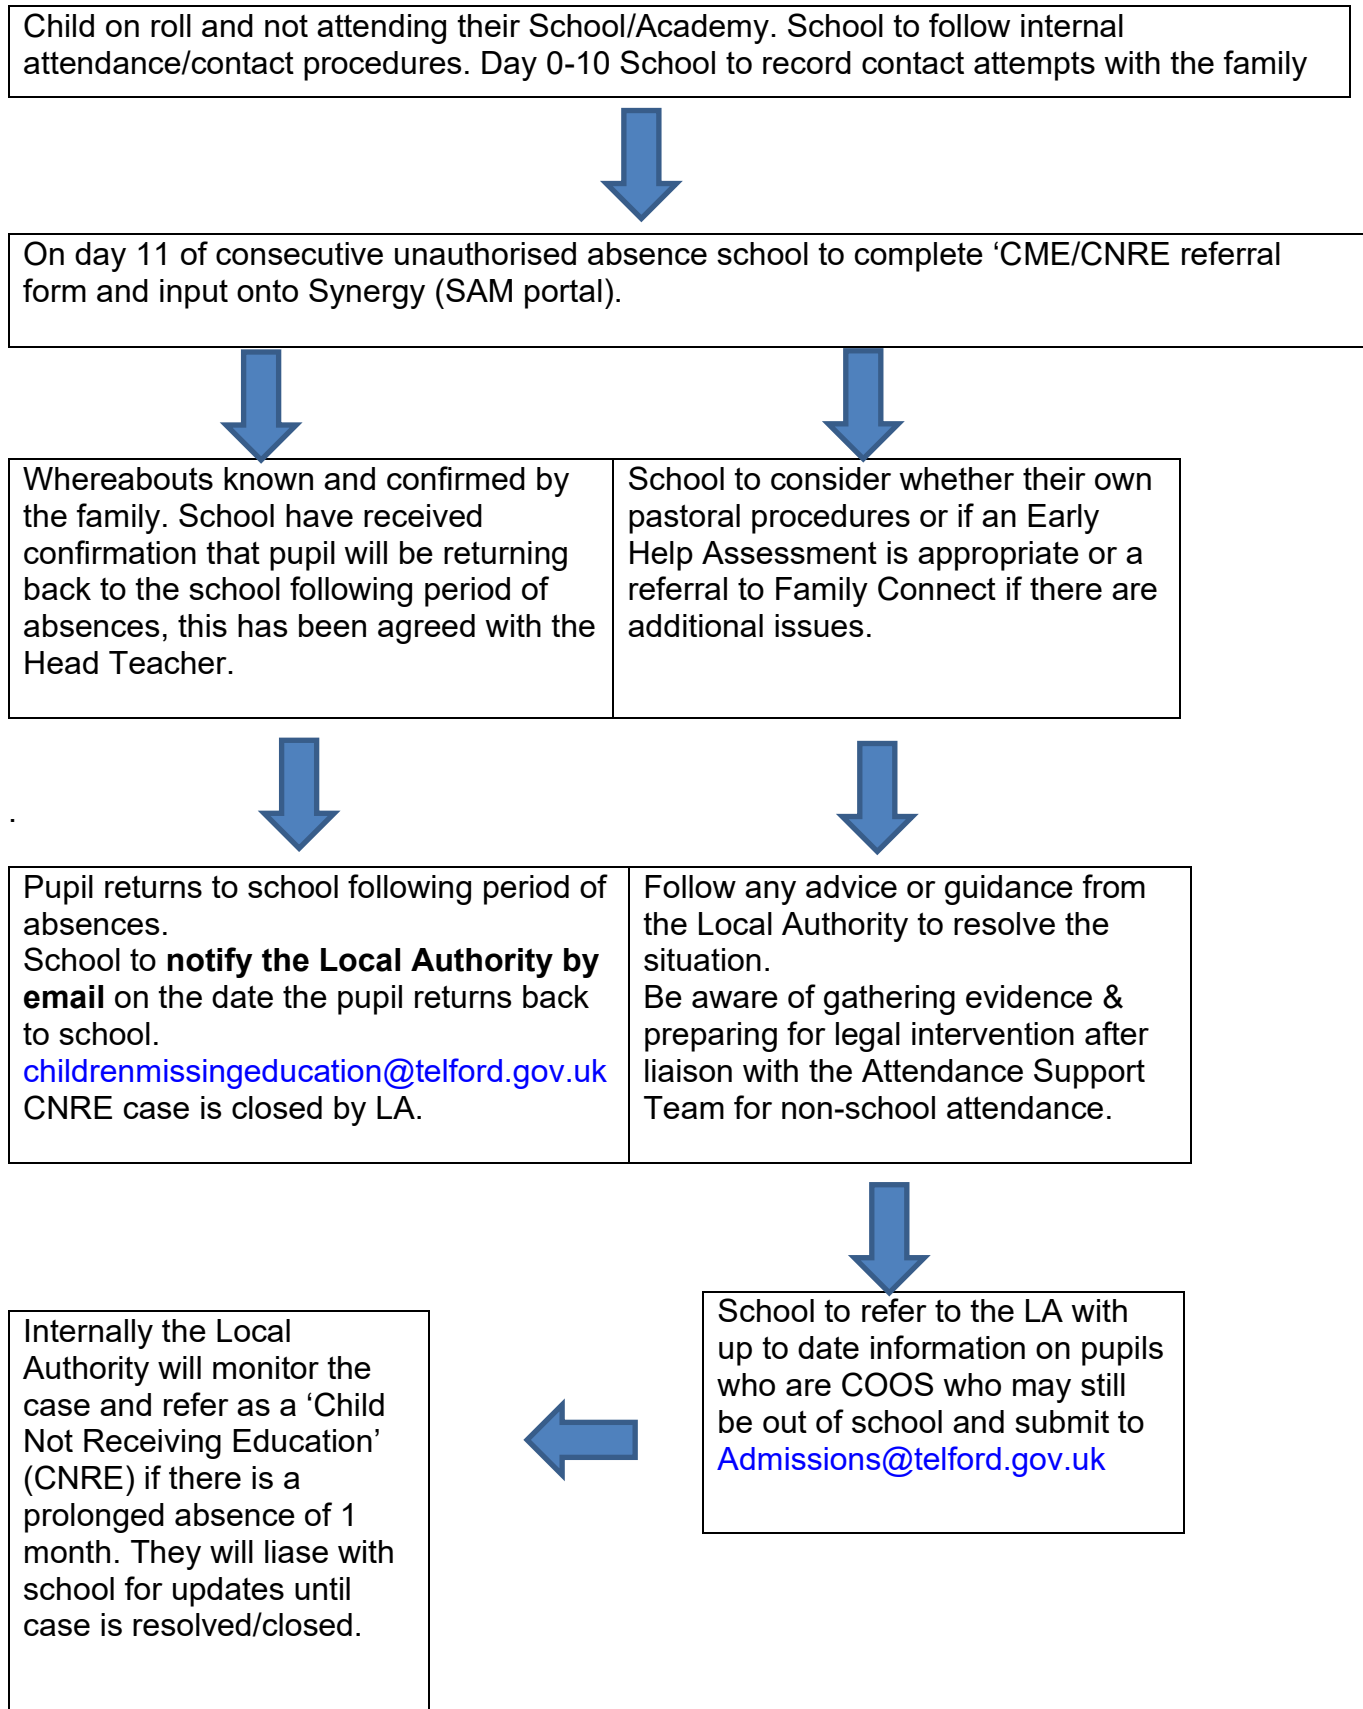 Child on roll and not attending their School/Academy. School to follow internal
attendance/contact procedures. Day 0-10 School to record contact attempts with the family
On day 11 of consecutive unauthorised absence school to complete ‘CME/CNRE referral
form and input onto Synergy (SAM portal).
Whereabouts known and confirmed by
the family. School have received
confirmation that pupil will be returning
back to the school following period of
absences, this has been agreed with the
Head Teacher.
School to consider whether their own
pastoral procedures or if an Early
Help Assessment is appropriate or a
referral to Family Connect if there are
additional issues.
.
Pupil returns to school following period of
absences.
School to notify the Local Authority by
email on the date the pupil returns back
to school.
childrenmissingeducation@telford.gov.uk
CNRE case is closed by LA.
Follow any advice or guidance from
the Local Authority to resolve the
situation.
Be aware of gathering evidence &
preparing for legal intervention after
liaison with the Attendance Support
Team for non-school attendance.
School to refer to the LA with
up to date information on pupils
who are COOS who may still
be out of school and submit to
Admissions@telford.gov.uk
Internally the Local
Authority will monitor the
case and refer as a ‘Child
Not Receiving Education’
(CNRE) if there is a
prolonged absence of 1
month. They will liase with
school for updates until
case is resolved/closed.